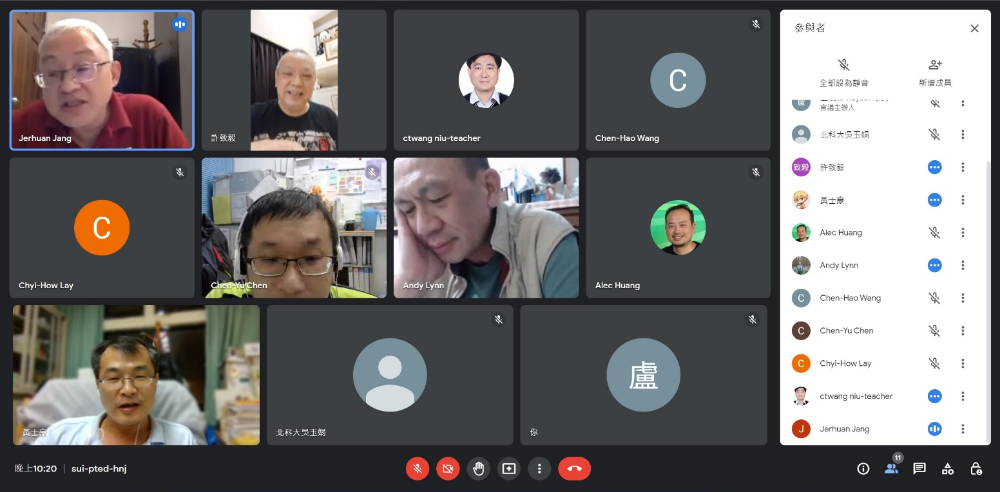 Jerhuan Jang
許致毅
ctwang niu-teacher
C
Chen-Hao Wang
C
Chyi-How Lay
Chen-Yu Chen
Andy Lynn
Alec Huang
黃士豪
北科大吳玉娟
盧
你
參與者
全部設為靜音
新增成員
盧
會議主辦人
北科大吳玉娟
致毅
許致毅
黃士豪
Alec Huang
Andy Lynn
C
Chen-Hao Wang
C
Chen-Yu Chen
C
Chyi-How Lay
ctwang niu-teacher
J
Jerhuan Jang
晚上10:20
sui-pted-hnj
11